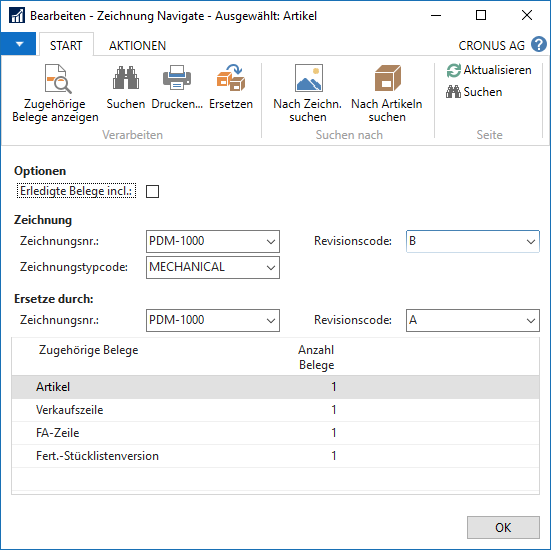 Bearbeiten - Zeichnung Navigate - Ausgewählt: Artikel
START AKTIONEN CRONUS AG ?
Zugehörige Belege anzeigen
Suchen
Drucken...
Ersetzen
Verarbeiten
Nach Zeichn. suchen
Nach Artikeln suchen
Suchen nach
Aktualisieren
Suchen
Seite
Optionen
Erledigte Belege incl.:
Zeichnung
Zeichnungsnr.: PDM-1000 Revisionscode: B
Zeichnungstypcode: MECHANICAL
Ersetze durch:
Zeichnungsnr.: PDM-1000 Revisionscode: A
Zugehörige Belege Anzahl Belege
Artikel 1
Verkaufszeile 1
FA-Zeile 1
Fert.-Stücklistenversion 1
OK